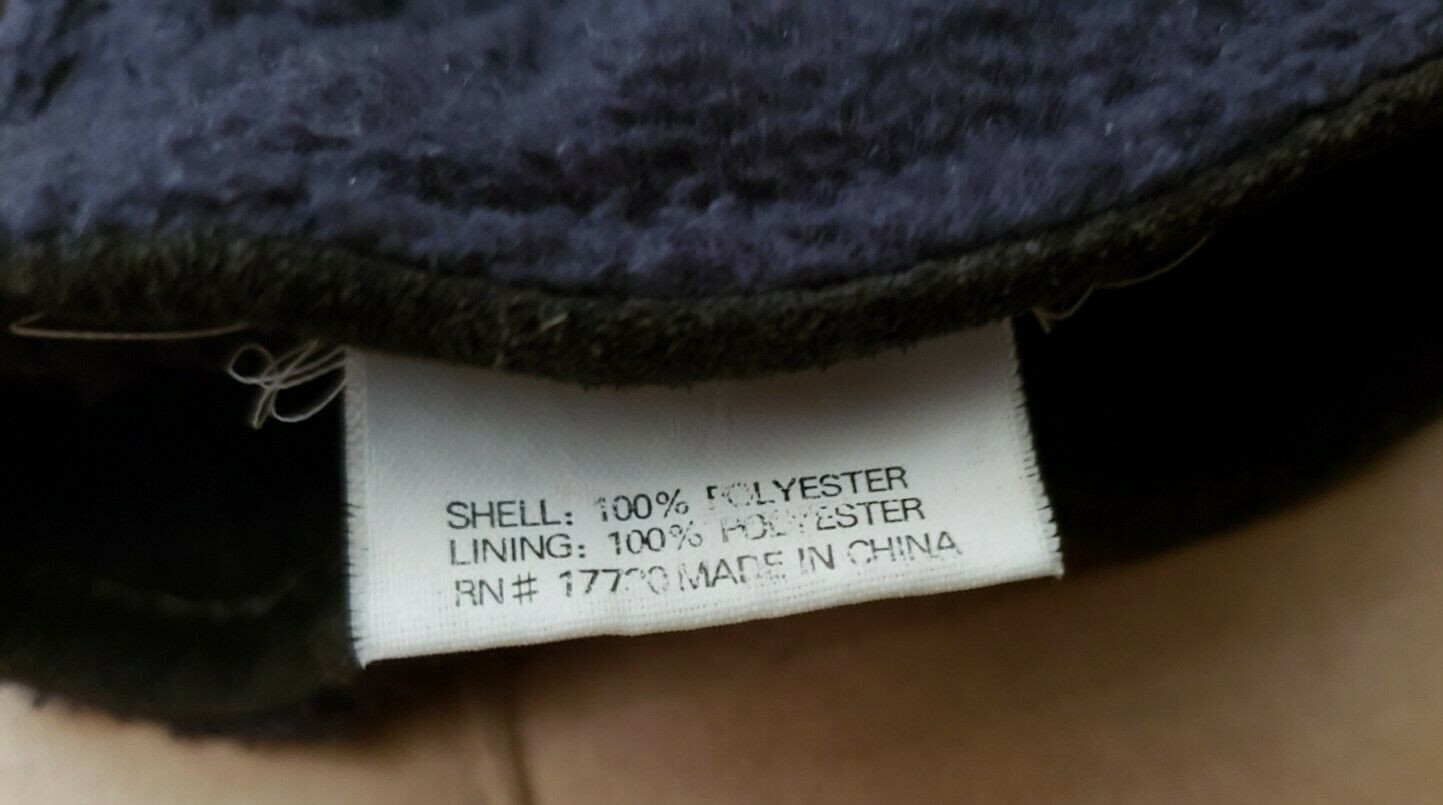 SHELL: 100% POLYESTER
LINING: 100% POLYESTER
RN# MADE IN CHINA